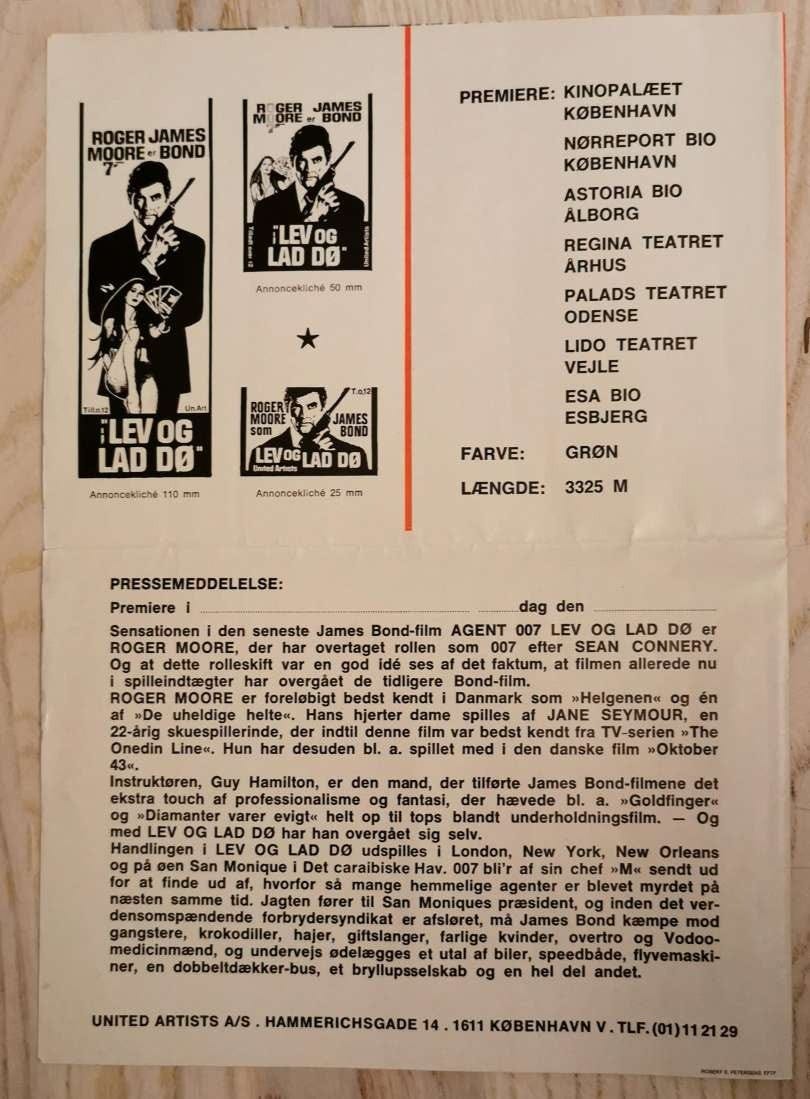 ROGER JAMES
MOORE er BOND
7
Till.o.12
Un.Art
"LEV OG
LAD DØ"
Annoncekliché 110 mm
R GER JAMES
M RE er BOND
Tilladt over 12
United Artists
"LEV OG
LAD DØ"
Annoncekliché 50 mm
★
T.o.12
ROGER
MOORE
som
JAMES
BOND
LEV OG LAD DØ
United Artists
Annoncekliché 25 mm
PREMIERE: KINOPALÆET
KØBENHAVN
NØRREPORT BIO
KØBENHAVN
ASTORIA BIO
ÅLBORG
REGINA TEATRET
ÅRHUS
PALADS TEATRET
ODENSE
LIDO TEATRET
VEJLE
ESA BIO
ESBJERG
FARVE: GRØN
LÆNGDE: 3325 M
PRESSEMEDDELELSE:
Premiere i ........ dag den ........
Sensationen i den seneste James Bond-film AGENT 007 LEV OG LAD DØ er
ROGER MOORE, der har overtaget rollen som 007 efter SEAN CONNERY.
Og at dette rolleskift var en god idé ses af det faktum, at filmen allerede nu
i spilleindtægter har overgået de tidligere Bond-film.
ROGER MOORE er foreløbigt bedst kendt i Danmark som »Helgenen« og én
af »De uheldige helte«. Hans hjerter dame spilles af JANE SEYMOUR, en
22-årig skuespillerinde, der indtil denne film var bedst kendt fra TV-serien »The
Onedin Line«. Hun har desuden bl. a. spillet med i den danske film »Oktober
43«.
Instruktøren, Guy Hamilton, er den mand, der tilførte James Bond-filmene det
ekstra touch af professionalisme og fantasi, der hævede bl. a. »Goldfinger«
og »Diamanter varer evigt« helt op til tops blandt underholdningsfilm. — Og
med LEV OG LAD DØ har han overgået sig selv.
Handlingen i LEV OG LAD DØ udspilles i London, New York, New Orleans
og på øen San Monique i Det caraibiske Hav. 007 bli'r af sin chef »M« sendt ud
for at finde ud af, hvorfor så mange hemmelige agenter er blevet myrdet på
næsten samme tid. Jagten fører til San Moniques præsident, og inden det ver-
densomspændende forbrydersyndikat er afsløret, må James Bond kæmpe mod
gangstere, krokodiller, hajer, giftslanger, farlige kvinder, overtro og Vodoo-
medicinmænd, og undervejs ødelægges et utal af biler, speedbåde, flyvemaski-
ner, en dobbeltdækker-bus, et bryllupsselskab og en hel del andet.
UNITED ARTISTS A/S . HAMMERICHSGADE 14 . 1611 KØBENHAVN V . TLF. (01) 11 21 29
ROBERT E. PETERSENS EFTF